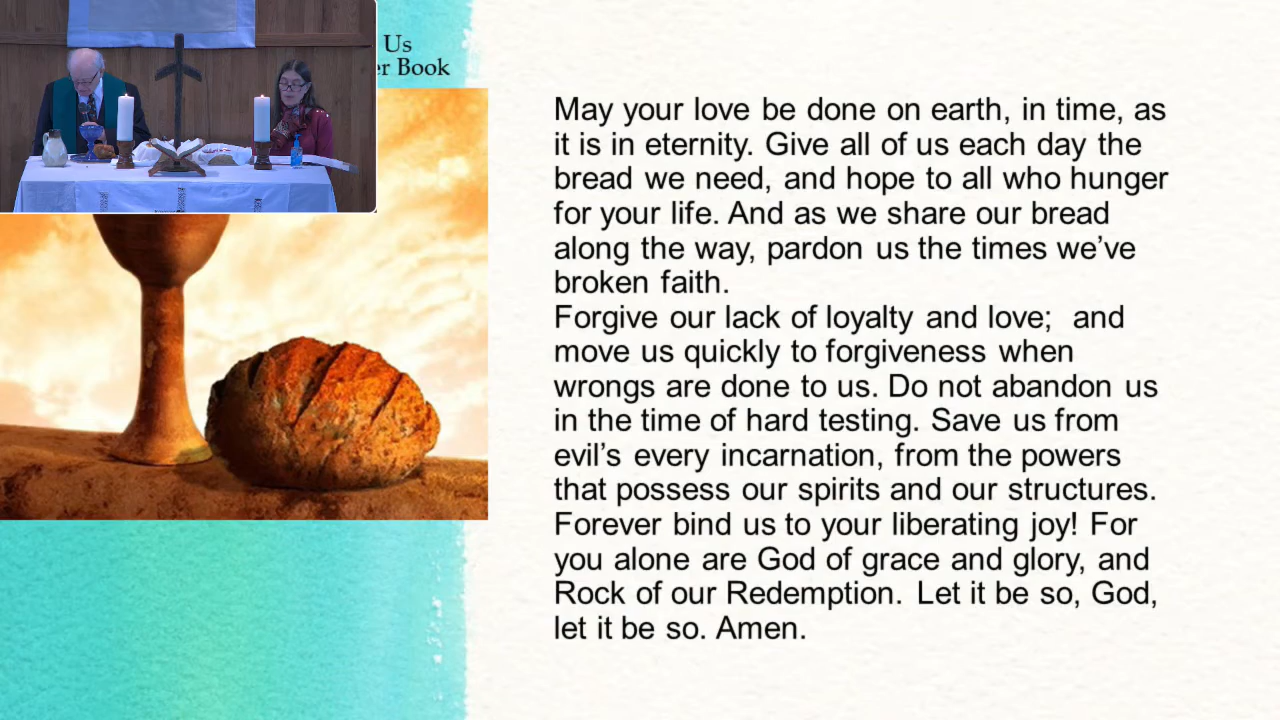 Us
er Book
May your love be done on earth, in time, as
it is in eternity. Give all of us each day the
bread we need, and hope to all who hunger
for your life. And as we share our bread
along the way, pardon us the times we’ve
broken faith.
Forgive our lack of loyalty and love;  and
move us quickly to forgiveness when
wrongs are done to us. Do not abandon us
in the time of hard testing. Save us from
evil’s every incarnation, from the powers
that possess our spirits and our structures.
Forever bind us to your liberating joy! For
you alone are God of grace and glory, and
Rock of our Redemption.  Let it be so, God,
let it be so. Amen.